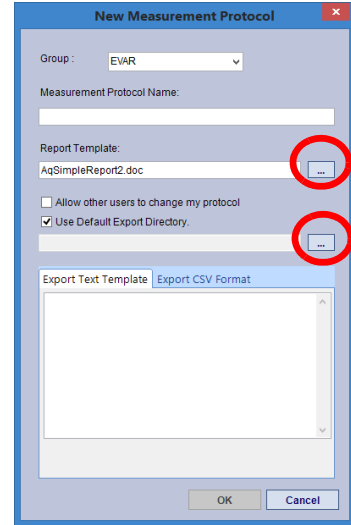 New Measurement Protocol
x
Group :
EVAR
Measurement Protocol Name:
Report Template:
AqSimpleReport2.doc
...
Allow other users to change my protocol
Use Default Export Directory.
...
Export Text Template Export CSV Format
OK Cancel